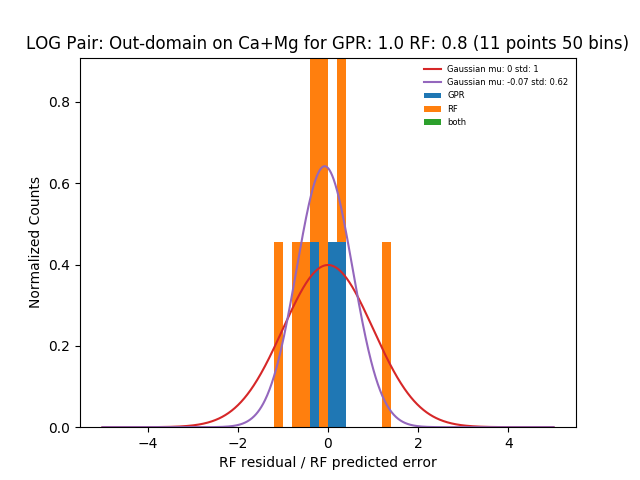 LOG Pair: Out-domain on Ca+Mg for GPR: 1.0 RF: 0.8 (11 points 50 bins)
Gaussian mu: 0 std: 1
Gaussian mu: -0.07 std: 0.62
GPR
RF
both
Normalized Counts
0.8
0.6
0.4
0.2
0.0
−4 −2 0 2 4
RF residual / RF predicted error